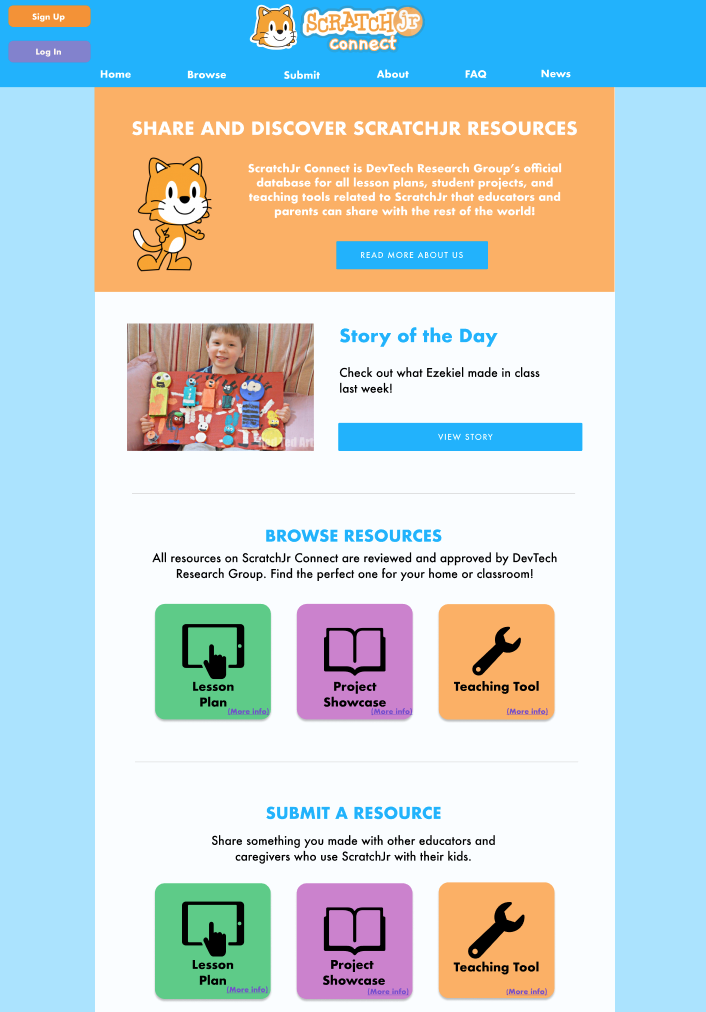 Sign Up
Log In
SCRATCHJr
connect
Home Browse Submit About FAQ News
SHARE AND DISCOVER SCRATCHJR RESOURCES
ScratchJr Connect is DevTech Research Group's official
database for all lesson plans, student projects, and
teaching tools related to ScratchJr that educators and
parents can share with the rest of the world!
READ MORE ABOUT US
Story of the Day
Check out what Ezekiel made in class
last week!
VIEW STORY
Red Ted Art
BROWSE RESOURCES
All resources on ScratchJr Connect are reviewed and approved by DevTech
Research Group. Find the perfect one for your home or classroom!
Lesson
Plan
(More info)
Project
Showcase
(More info)
Teaching Tool
(More info)
SUBMIT A RESOURCE
Share something you made with other educators and
caregivers who use ScratchJr with their kids.
Lesson
Plan
(More info)
Project
Showcase
(More info)
Teaching Tool
(More info)